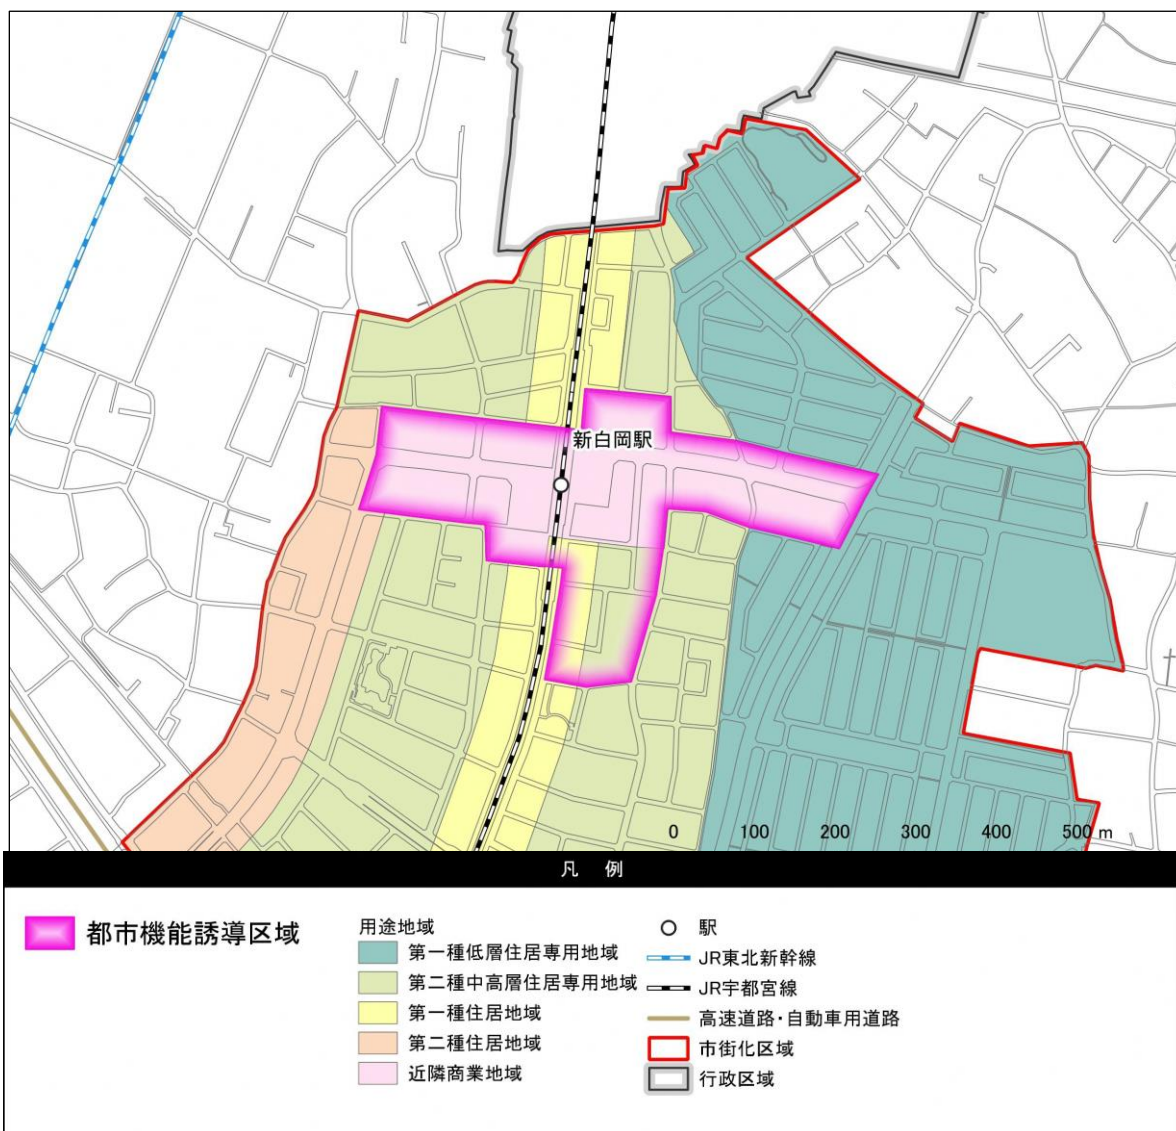 新白岡駅
0 100 200 300 400 500 m
凡 例
都市機能誘導区域
用途地域
第一種低層住居専用地域
第二種中高層住居専用地域
第一種住居地域
第二種住居地域
近隣商業地域
駅
JR東北新幹線
JR宇都宮線
高速道路・自動車用道路
市街化区域
行政区域